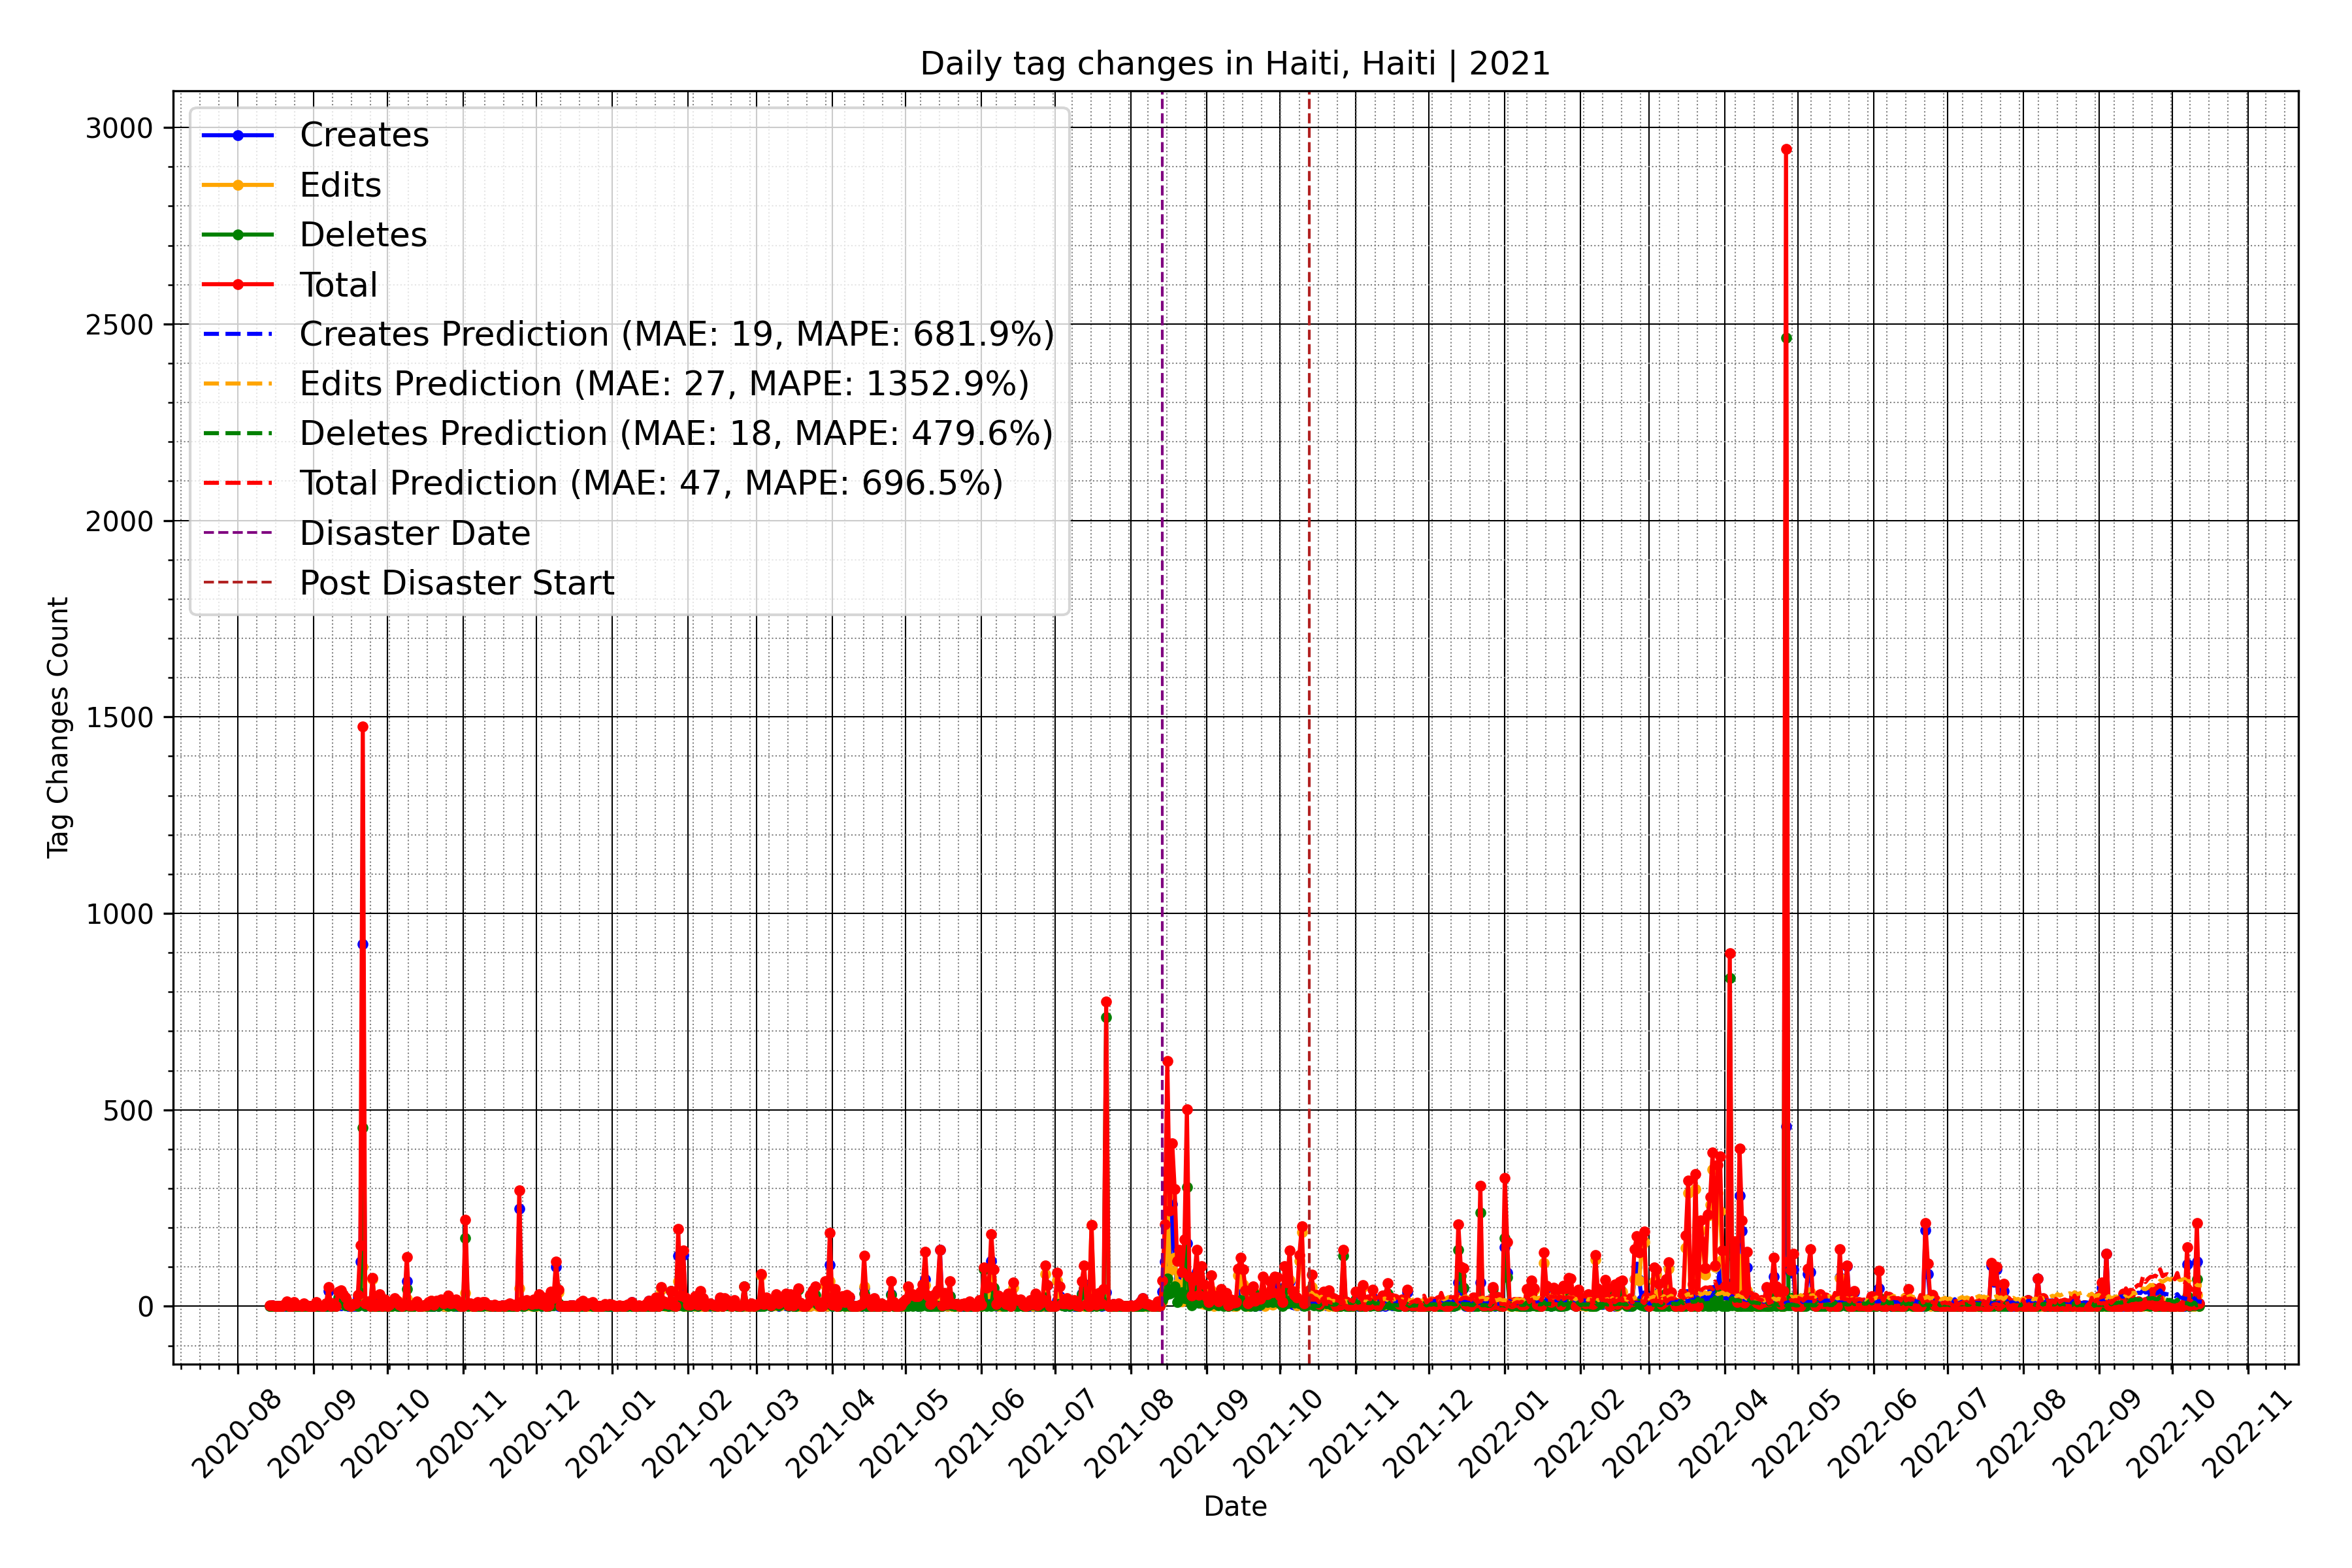 Daily tag changes in Haiti, Haiti | 2021
Creates
Edits
Deletes
Total
Creates Prediction (MAE: 19, MAPE: 681.9%)
Edits Prediction (MAE: 27, MAPE: 1352.9%)
Deletes Prediction (MAE: 18, MAPE: 479.6%)
Total Prediction (MAE: 47, MAPE: 696.5%)
Disaster Date
Post Disaster Start
Tag Changes Count
3000
2500
2000
1500
1000
500
0
2020-08
2020-09
2020-10
2020-11
2020-12
2021-01
2021-02
2021-03
2021-04
2021-05
2021-06
2021-07
2021-08
2021-09
2021-10
2021-11
2021-12
2022-01
2022-02
2022-03
2022-04
2022-05
2022-06
2022-07
2022-08
2022-09
2022-10
2022-11
Date